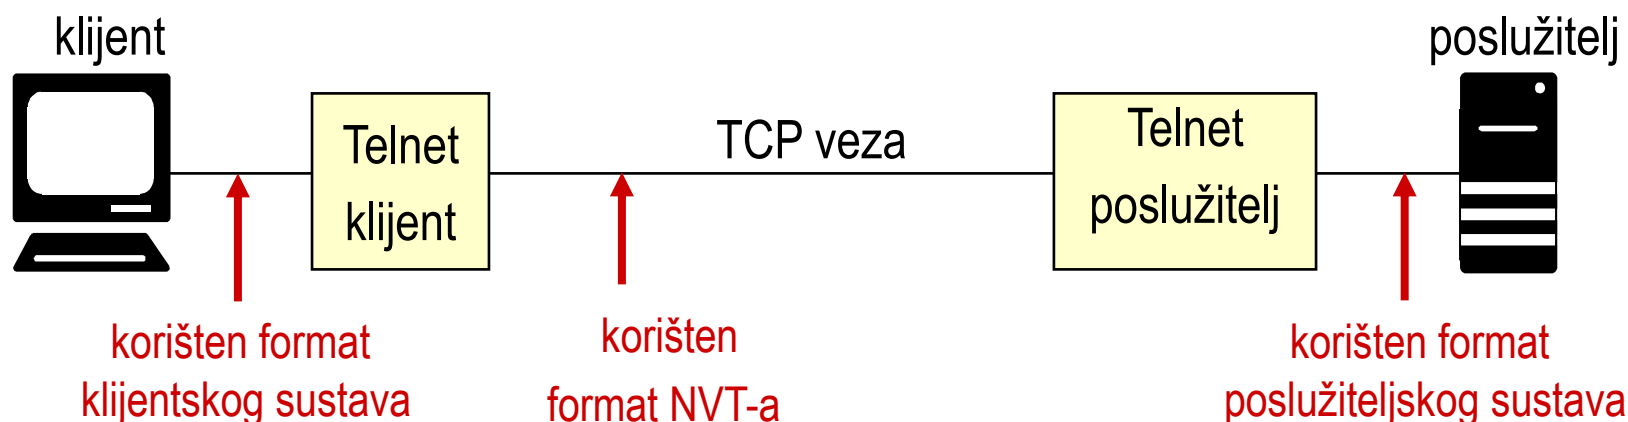 klijent
poslužitelj
Telnet
klijent
TCP veza
Telnet
poslužitelj
korišten format
klijentskog sustava
korišten
format NVT-a
korišten format
poslužiteljskog sustava